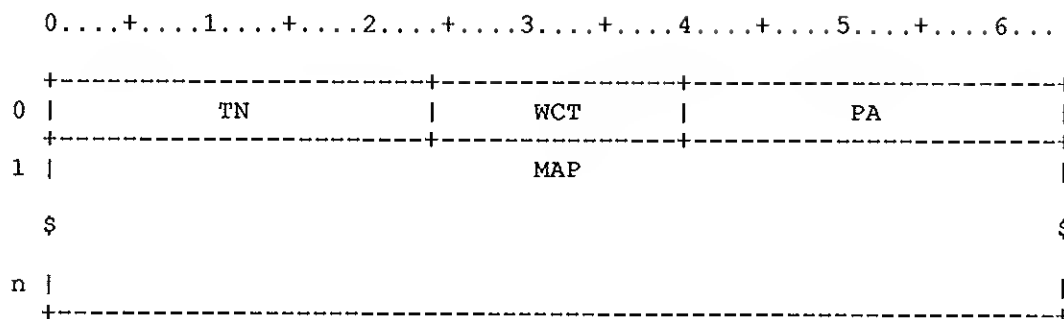 0....+....1....+....2....+....3....+....4....+....5....+....6...
+------------------------+---------------+-----------------------+
0 |           TN           |      WCT      |          PA           |
+------------------------+---------------+-----------------------+
1 |                              MAP                               |
$                                                                $
n |                                                                |
+----------------------------------------------------------------+